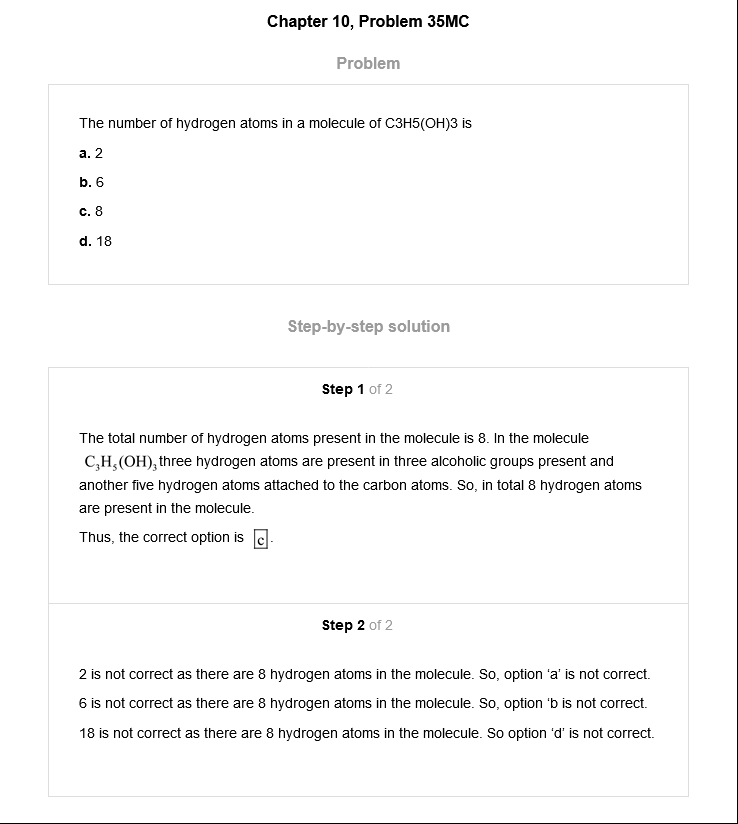 Chapter 10, Problem 35MC
Problem
The number of hydrogen atoms in a molecule of C3H5(OH)3 is
a. 2
b. 6
c. 8
d. 18
Step-by-step solution
Step 1 of 2
The total number of hydrogen atoms present in the molecule is 8. In the molecule
C₃H₅(OH)₃ three hydrogen atoms are present in three alcoholic groups present and
another five hydrogen atoms attached to the carbon atoms. So, in total 8 hydrogen atoms
are present in the molecule.
Thus, the correct option is c.
Step 2 of 2
2 is not correct as there are 8 hydrogen atoms in the molecule. So, option ‘a’ is not correct.
6 is not correct as there are 8 hydrogen atoms in the molecule. So, option ‘b is not correct.
18 is not correct as there are 8 hydrogen atoms in the molecule. So option ‘d’ is not correct.